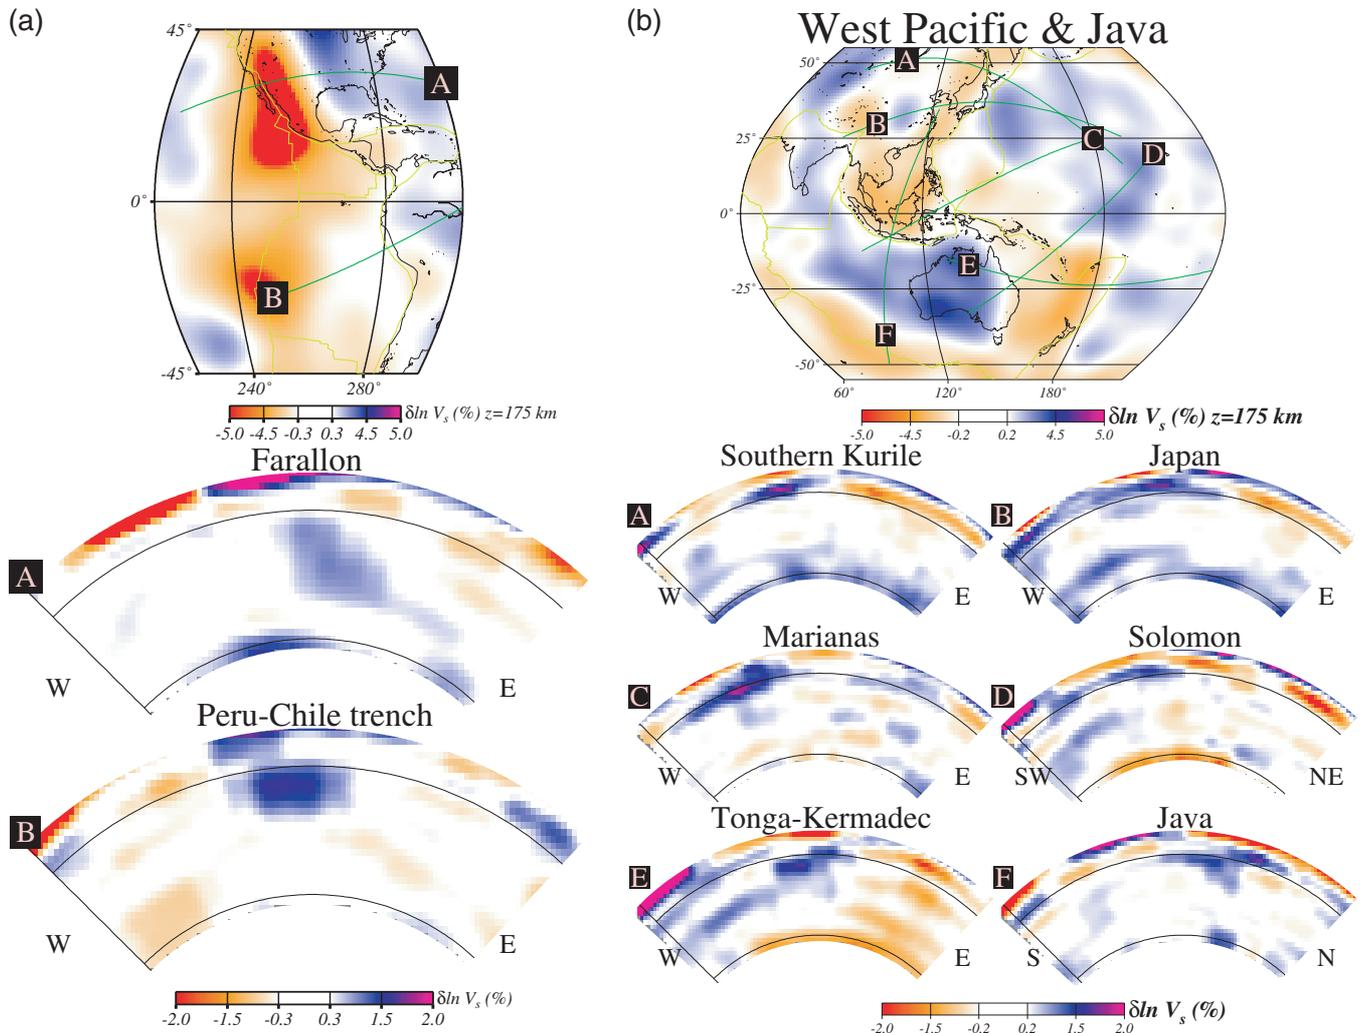 (a)
45°
A
0°
B
-45°
240° 280°
δln Vs (%) z=175 km
-5.0 -4.5 -0.3 0.3 4.5 5.0
Farallon
A
W E
Peru-Chile trench
B
W E
δln Vs (%)
-2.0 -1.5 -0.3 0.3 1.5 2.0
(b)
West Pacific & Java
50°
A
B
25°
C
D
0°
E
-25°
F
-50°
60° 120° 180°
δln Vs (%) z=175 km
-5.0 -4.5 -0.2 0.2 4.5 5.0
Southern Kurile
A
W E
Japan
B
W E
Marianas
C
W E
Solomon
D
SW NE
Tonga-Kermadec
E
W E
Java
F
S N
δln Vs (%)
-2.0 -1.5 -0.2 0.2 1.5 2.0